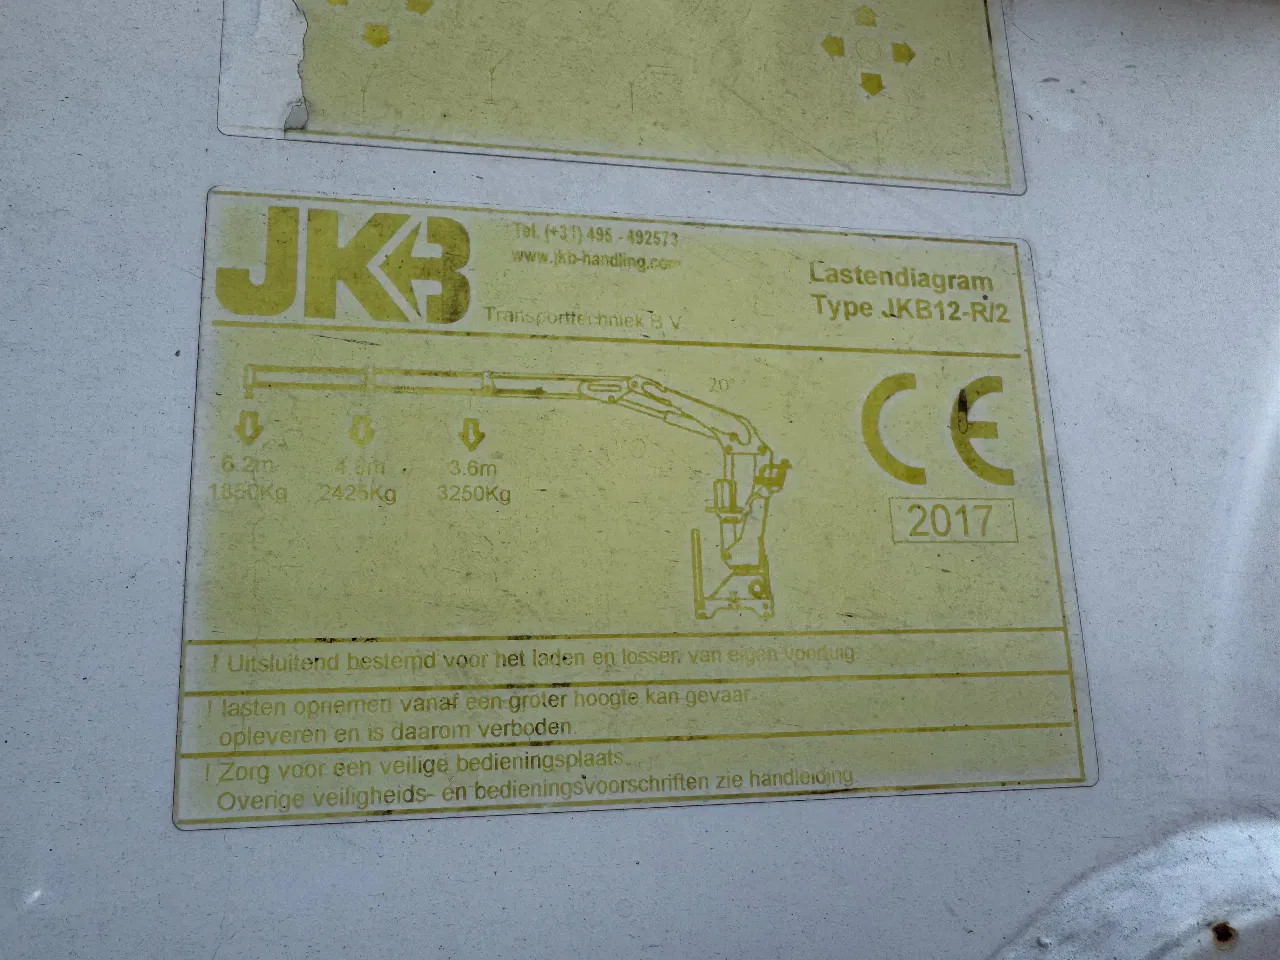 JKB
Tel. (+31) 495 - 492573
www.jkb-handling.com
Transporttechniek B.V.
Lastendiagram
Type JKB12-R/2
20°
6.2m 4.8m 3.6m
1850Kg 2425Kg 3250Kg
CE
2017
! Uitsluitend bestemd voor het laden en lossen van eigen voertuig
! lasten opnemen vanaf een groter hoogte kan gevaar
opleveren en is daarom verboden.
! Zorg voor een veilige bedieningsplaats.
Overige veiligheids- en bedieningsvoorschriften zie handleiding